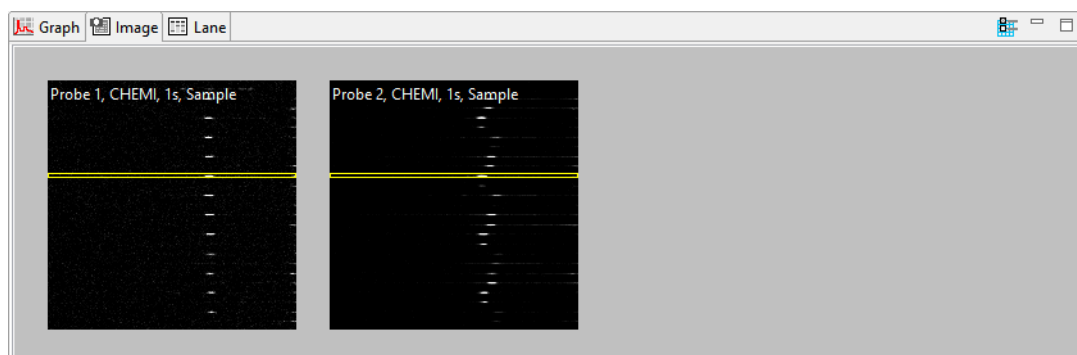 Graph Image Lane
Probe 1, CHEMI, 1s, Sample
Probe 2, CHEMI, 1s, Sample